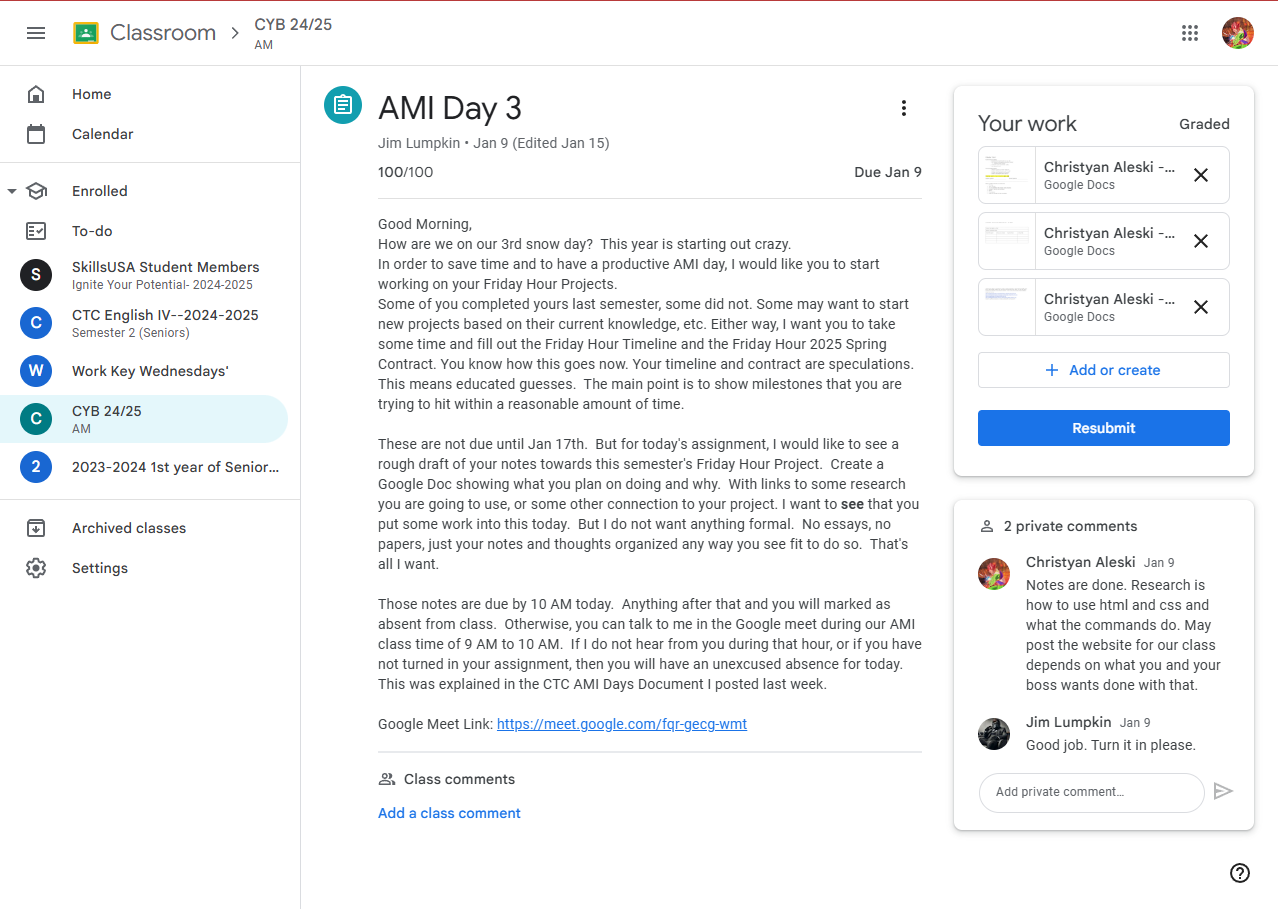 Classroom
CYB 24/25
AM
Home
Calendar
Enrolled
To-do
S
SkillsUSA Student Members
Ignite Your Potential- 2024-2025
C
CTC English IV--2024-2025
Semester 2 (Seniors)
W
Work Key Wednesdays'
C
CYB 24/25
AM
2
2023-2024 1st year of Senior...
Archived classes
Settings
AMI Day 3
Jim Lumpkin • Jan 9 (Edited Jan 15)
100/100
Due Jan 9
Good Morning,
How are we on our 3rd snow day?  This year is starting out crazy.
In order to save time and to have a productive AMI day, I would like you to start
working on your Friday Hour Projects.
Some of you completed yours last semester, some did not. Some may want to start
new projects based on their current knowledge, etc. Either way, I want you to take
some time and fill out the Friday Hour Timeline and the Friday Hour 2025 Spring
Contract. You know how this goes now. Your timeline and contract are speculations.
This means educated guesses.  The main point is to show milestones that you are
trying to hit within a reasonable amount of time.
These are not due until Jan 17th.  But for today's assignment, I would like to see a
rough draft of your notes towards this semester's Friday Hour Project.  Create a
Google Doc showing what you plan on doing and why.  With links to some research
you are going to use, or some other connection to your project. I want to see that you
put some work into this today.  But I do not want anything formal.  No essays, no
papers, just your notes and thoughts organized any way you see fit to do so.  That's
all I want.
Those notes are due by 10 AM today.  Anything after that and you will marked as
absent from class.  Otherwise, you can talk to me in the Google meet during our AMI
class time of 9 AM to 10 AM.  If I do not hear from you during that hour, or if you have
not turned in your assignment, then you will have an unexcused absence for today.
This was explained in the CTC AMI Days Document I posted last week.
Google Meet Link: https://meet.google.com/fqr-gecg-wmt
Class comments
Add a class comment
Your work
Graded
Christyan Aleski -...
Google Docs
Christyan Aleski -...
Google Docs
Christyan Aleski -...
Google Docs
Add or create
Resubmit
2 private comments
Christyan Aleski Jan 9
Notes are done. Research is
how to use html and css and
what the commands do. May
post the website for our class
depends on what you and your
boss wants done with that.
Jim Lumpkin Jan 9
Good job. Turn it in please.
Add private comment...